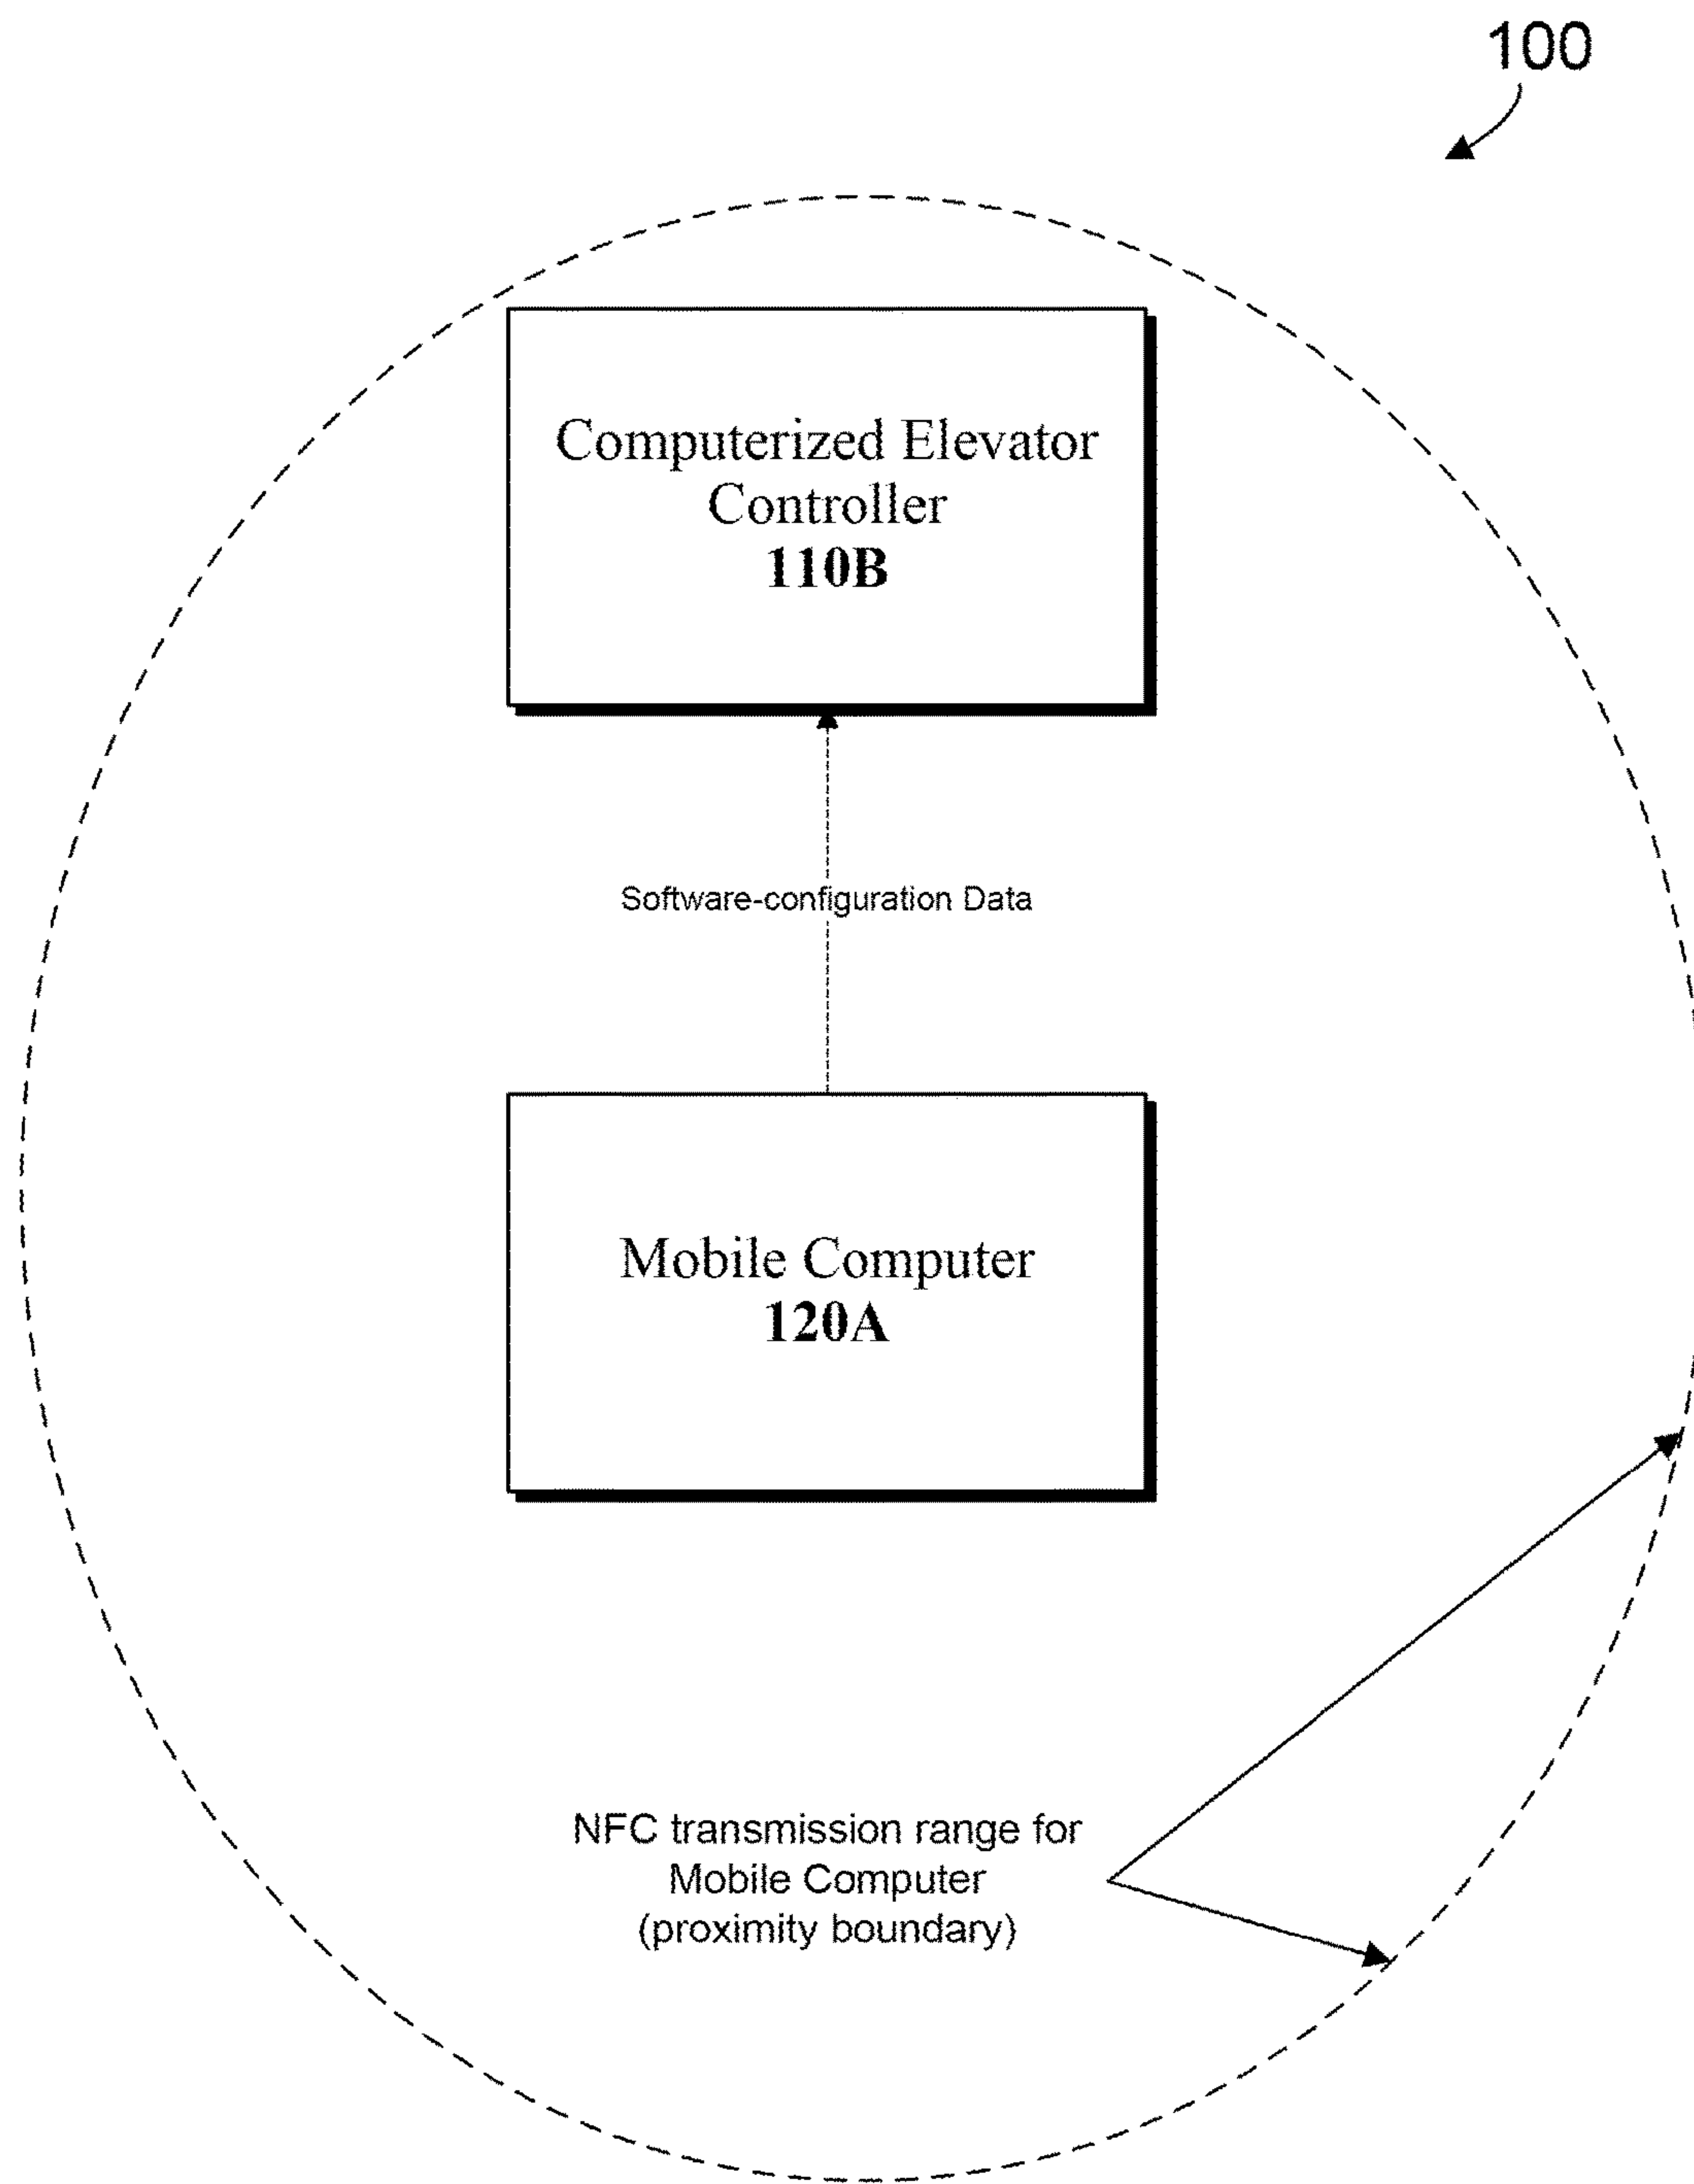 100
Computerized Elevator
Controller
110B
Software-configuration Data
Mobile Computer
120A
NFC transmission range for
Mobile Computer
(proximity boundary)